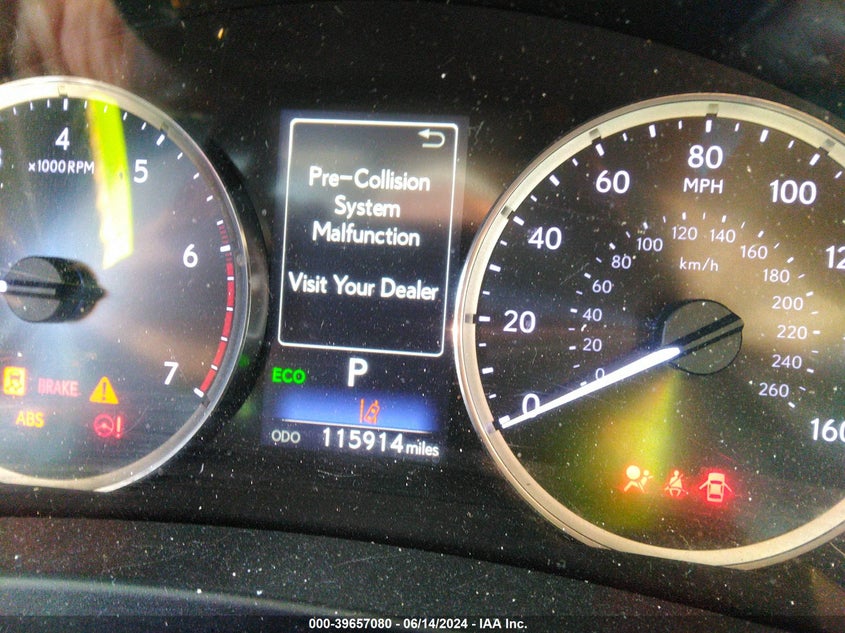 4
5
6
7
x1000 RPM
BRAKE
ABS
Pre-Collision
System
Malfunction
Visit Your Dealer
ECO
P
ODO 115914 miles
0
20
40
60
80
100
160
MPH
0
20
40
60
80
100
120
140
160
180
200
220
240
260
km/h
000-39657080 - 06/14/2024 - IAA Inc.